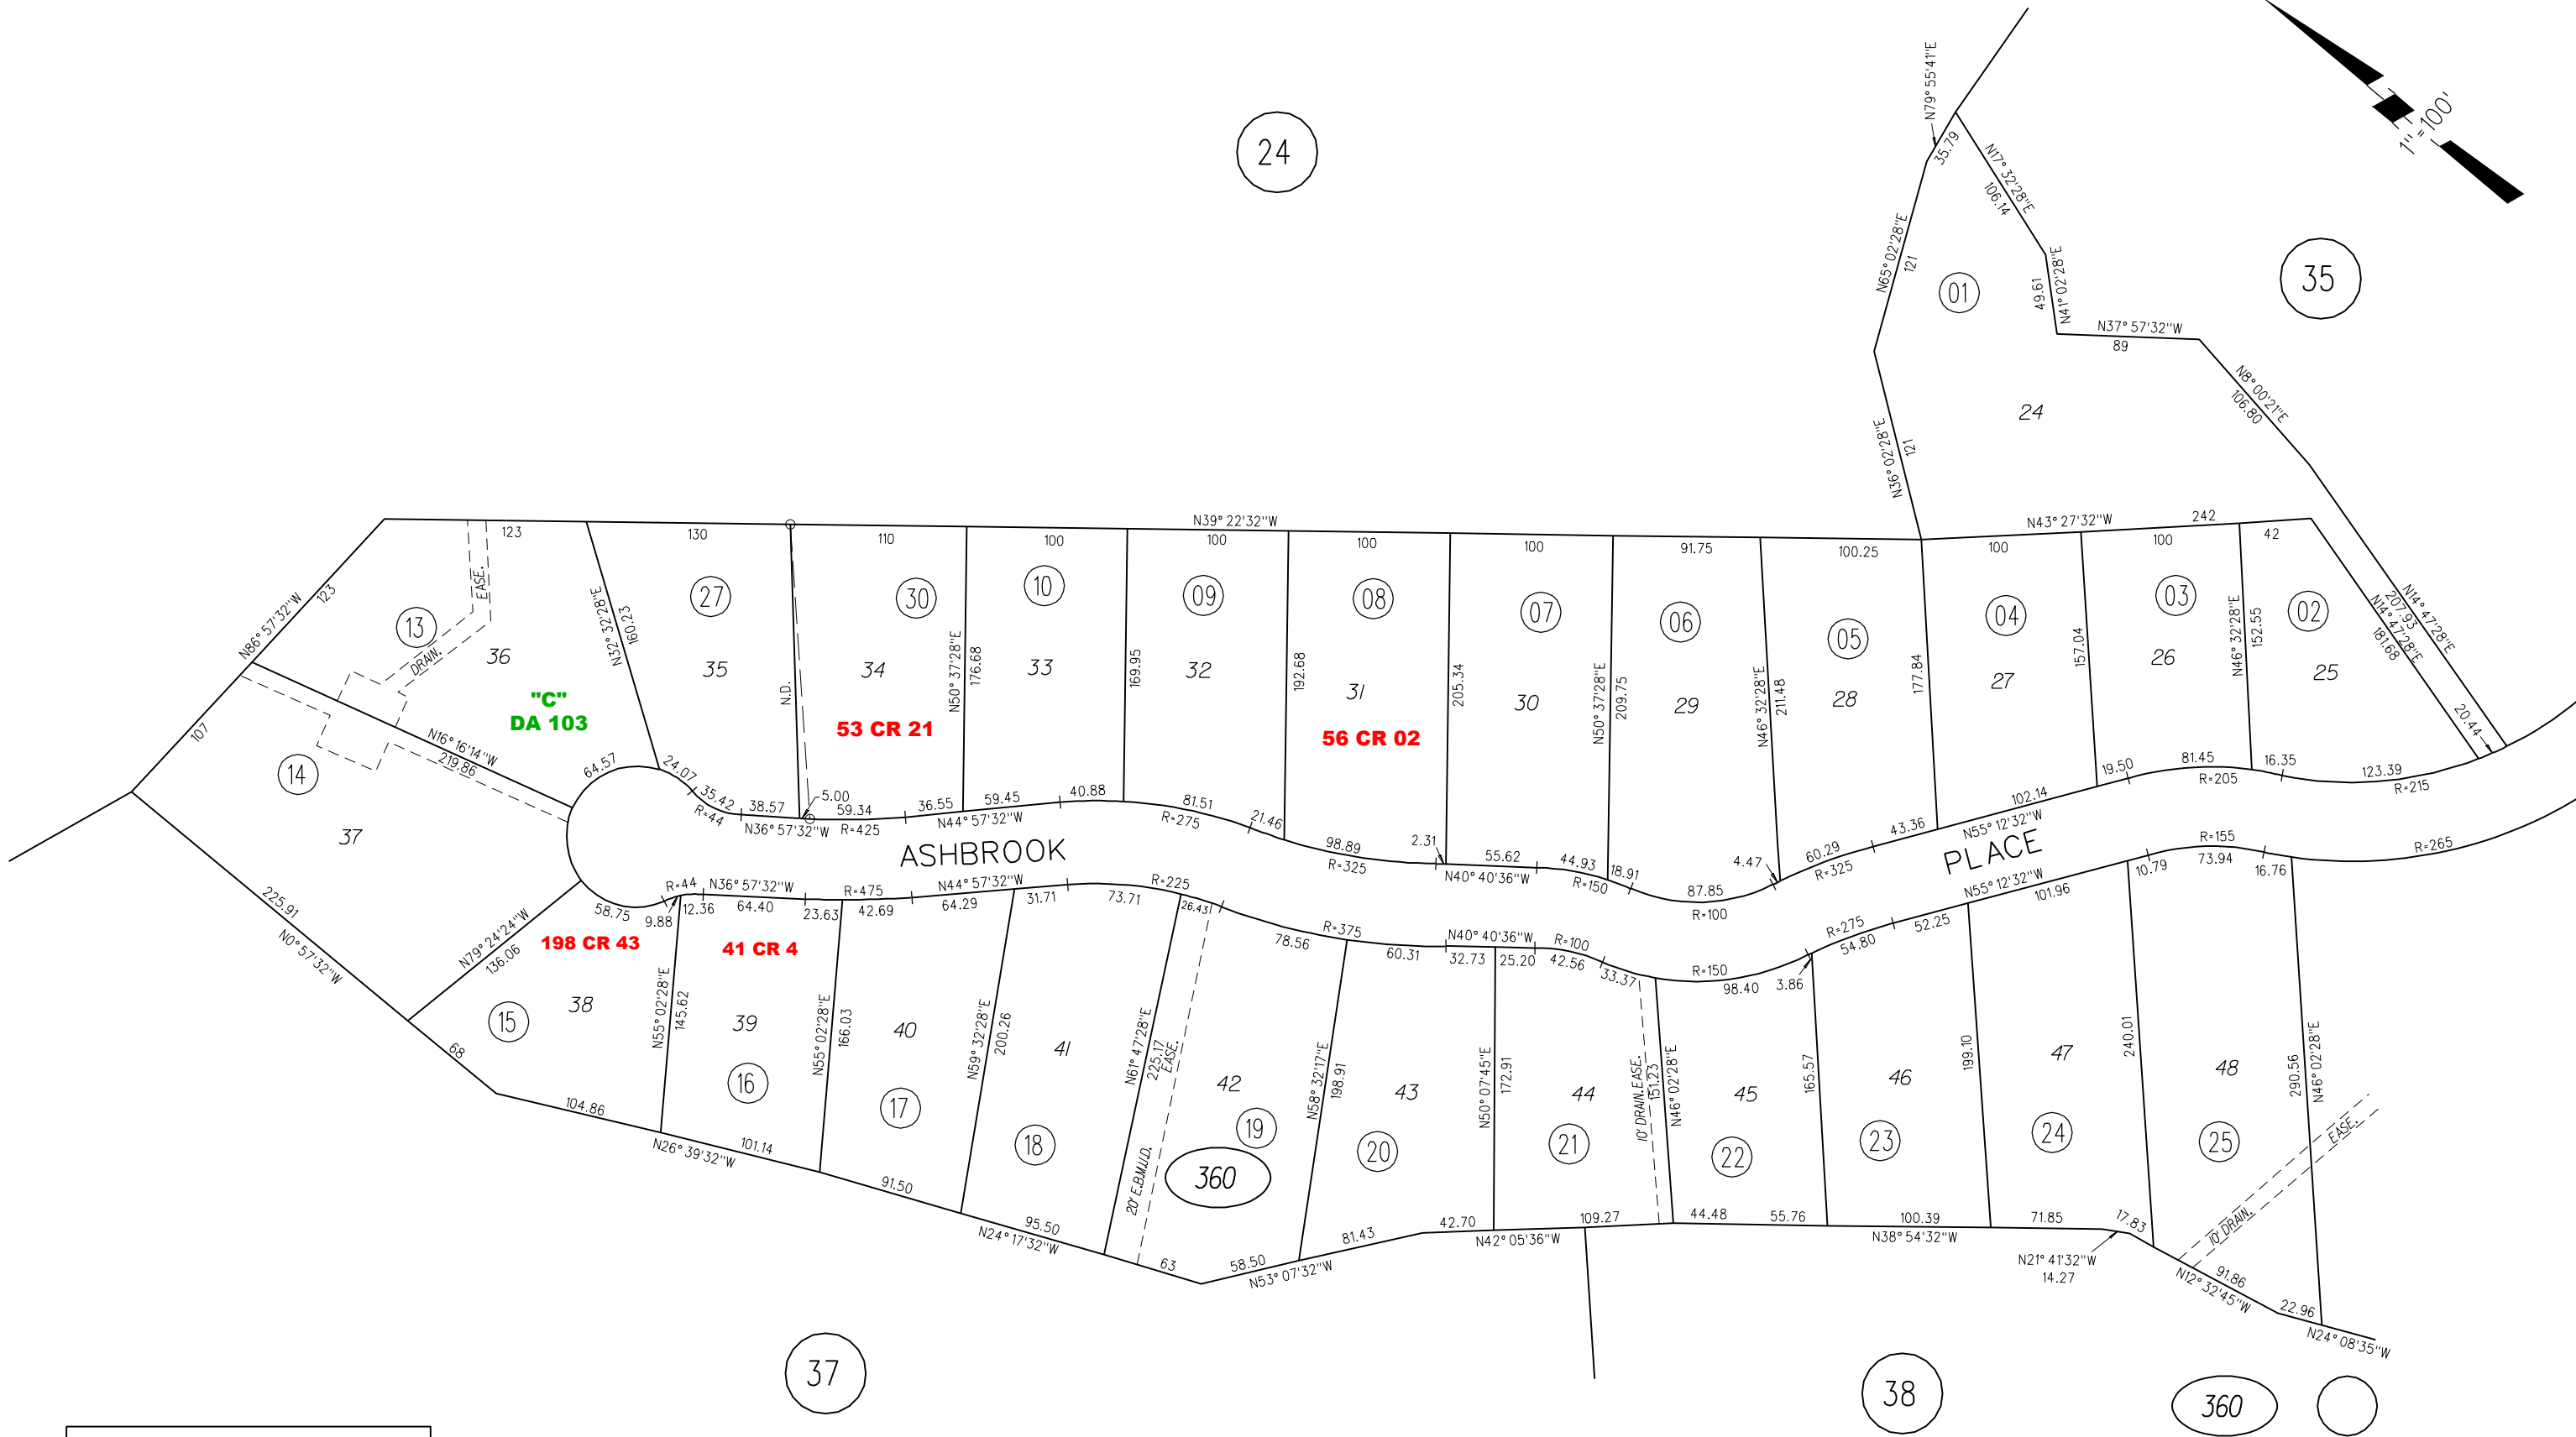 24
N79°55'41"E
35.79
1"=100'
N17°32'28"E
106.14
35
N65°02'28"E
121
01
49.61
N41°02'28"E
N37°57'32"W
89
N8°00'21"E
106.80
24
N36°02'28"E
121
N39°22'32"W
N43°27'32"W
242
123
130
110
100
100
100
100
91.75
100.25
100
100
42
N86°57'32"W
123
EASE.
DRAIN.
13
36
N32°32'28"E
160.23
27
35
N.D.
30
34
N50°37'28"E
176.68
10
33
169.95
09
32
192.68
08
31
205.34
07
30
N50°37'28"E
209.75
06
29
N46°32'28"E
211.48
05
28
177.84
04
27
157.04
03
26
N46°32'28"E
152.55
02
25
N14°47'28"E
207.93
N14°47'28"E
181.68
20.44
"C"
DA 103
53 CR 21
56 CR 02
107
N16°16'14"W
219.86
14
37
64.57
24.07
35.42
R=44
38.57
N36°57'32"W
5.00
59.34
R=425
36.55
59.45
N44°57'32"W
40.88
81.51
R=275
21.46
98.89
R=325
2.31
55.62
N40°40'36"W
44.93
R=150
18.91
87.85
R=100
4.47
60.29
R=325
43.36
102.14
N55°12'32"W
19.50
81.45
R=205
16.35
123.39
R=215
ASHBROOK
PLACE
R=44
N36°57'32"W
R=475
N44°57'32"W
R=225
R=375
N40°40'36"W
R=100
R=150
R=275
N55°12'32"W
R=155
R=265
58.75
9.88
12.36
64.40
23.63
42.69
64.29
31.71
73.71
26.43
78.56
60.31
32.73
25.20
42.56
33.37
98.40
3.86
54.80
52.25
101.96
10.79
73.94
16.76
225.91
N0°57'32"W
N79°24'24"W
136.06
198 CR 43
41 CR 4
15
38
N55°02'28"E
145.62
39
16
N55°02'28"E
166.03
40
17
N59°32'28"E
200.26
41
18
N61°47'28"E
225.17
EASE.
20' E.B.M.U.D.
42
19
360
N58°32'17"E
198.91
43
20
N50°07'45"E
172.91
44
21
10' DRAIN. EASE.
151.23
N46°02'28"E
45
22
165.57
46
23
199.10
47
24
240.01
48
25
290.56
N46°02'28"E
10' DRAIN.
EASE.
68
104.86
N26°39'32"W
101.14
91.50
95.50
N24°17'32"W
63
58.50
N53°07'32"W
81.43
42.70
N42°05'36"W
109.27
44.48
55.76
100.39
N38°54'32"W
71.85
17.83
N21°41'32"W
14.27
N12°32'45"W
91.86
22.96
N24°08'35"W
37
38
360